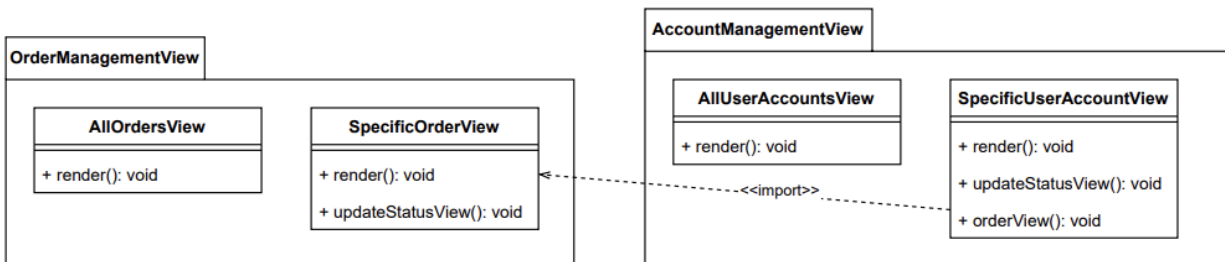 OrderManagementView
AllOrdersView
+ render(): void
SpecificOrderView
+ render(): void
+ updateStatusView(): void
<<import>>
AccountManagementView
AllUserAccountsView
+ render(): void
SpecificUserAccountView
+ render(): void
+ updateStatusView(): void
+ orderView(): void